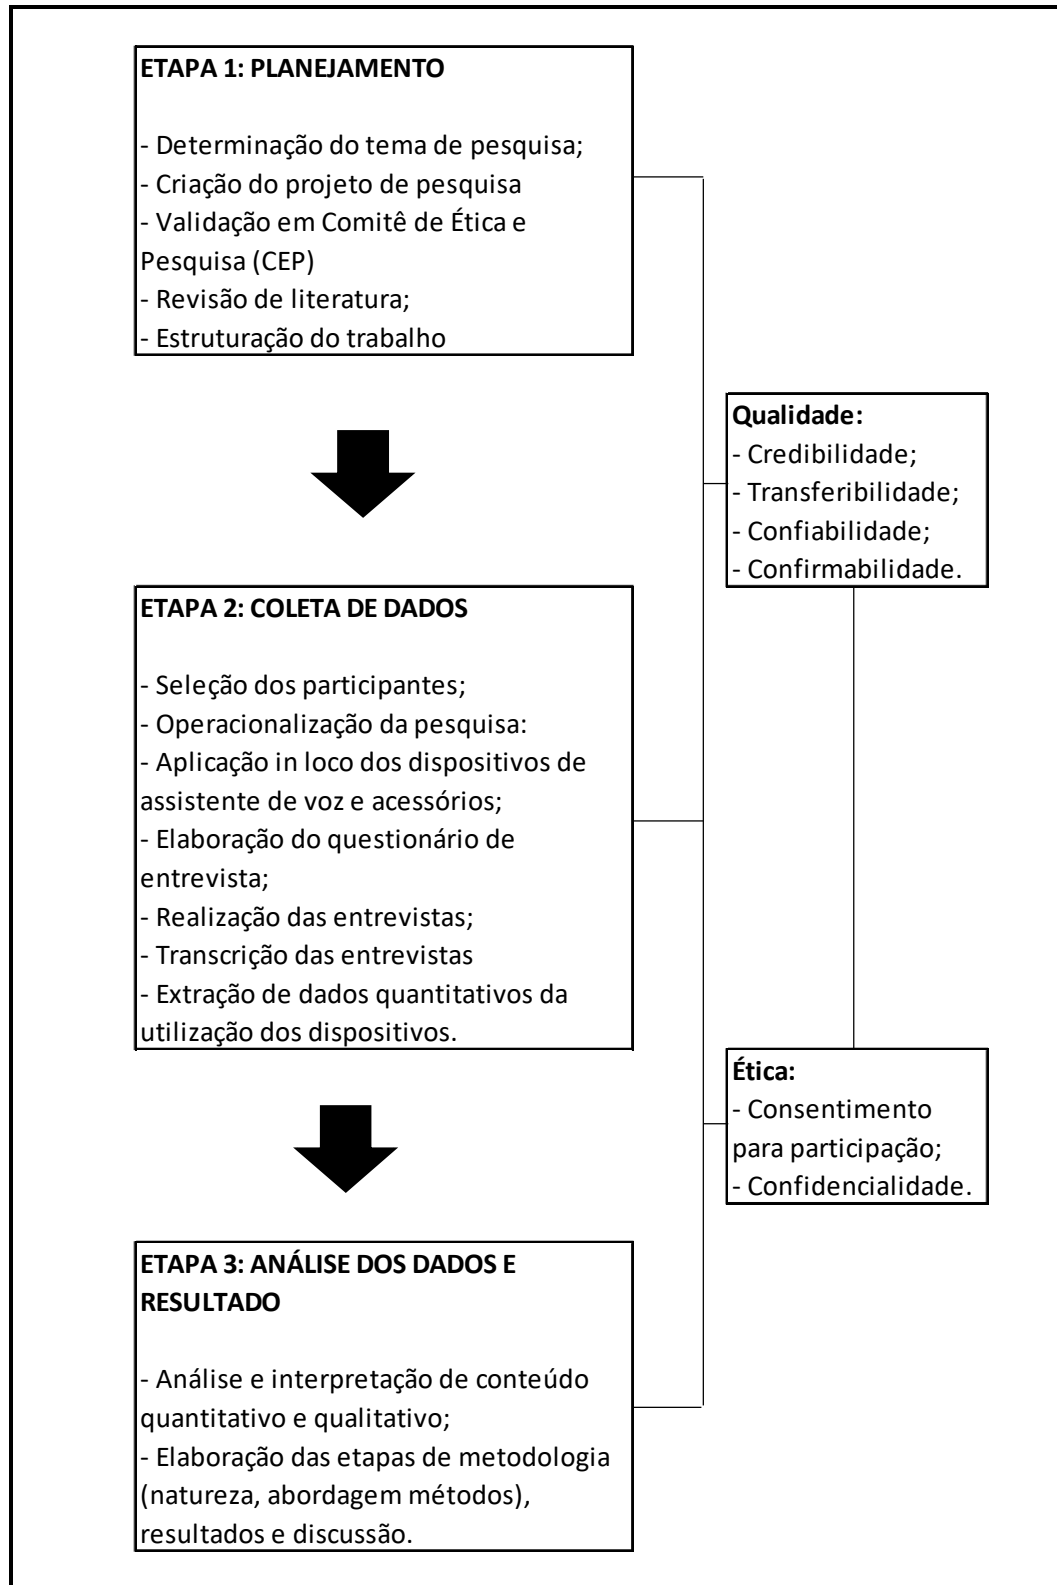 ETAPA 1: PLANEJAMENTO
- Determinação do tema de pesquisa;
- Criação do projeto de pesquisa
- Validação em Comitê de Ética e
Pesquisa (CEP)
- Revisão de literatura;
- Estruturação do trabalho
Qualidade:
- Credibilidade;
- Transferibilidade;
- Confiabilidade;
- Confirmabilidade.
ETAPA 2: COLETA DE DADOS
- Seleção dos participantes;
- Operacionalização da pesquisa:
- Aplicação in loco dos dispositivos de
assistente de voz e acessórios;
- Elaboração do questionário de
entrevista;
- Realização das entrevistas;
- Transcrição das entrevistas
- Extração de dados quantitativos da
utilização dos dispositivos.
Ética:
- Consentimento
para participação;
- Confidencialidade.
ETAPA 3: ANÁLISE DOS DADOS E
RESULTADO
- Análise e interpretação de conteúdo
quantitativo e qualitativo;
- Elaboração das etapas de metodologia
(natureza, abordagem métodos),
resultados e discussão.